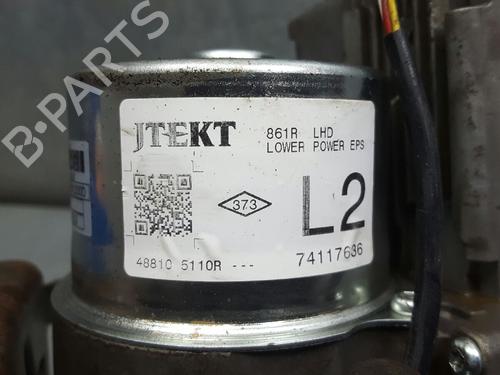 B-PARTS
JTEKT
861R LHD
LOWER POWER EPS
373
L2
48810 5110R ---
74117636